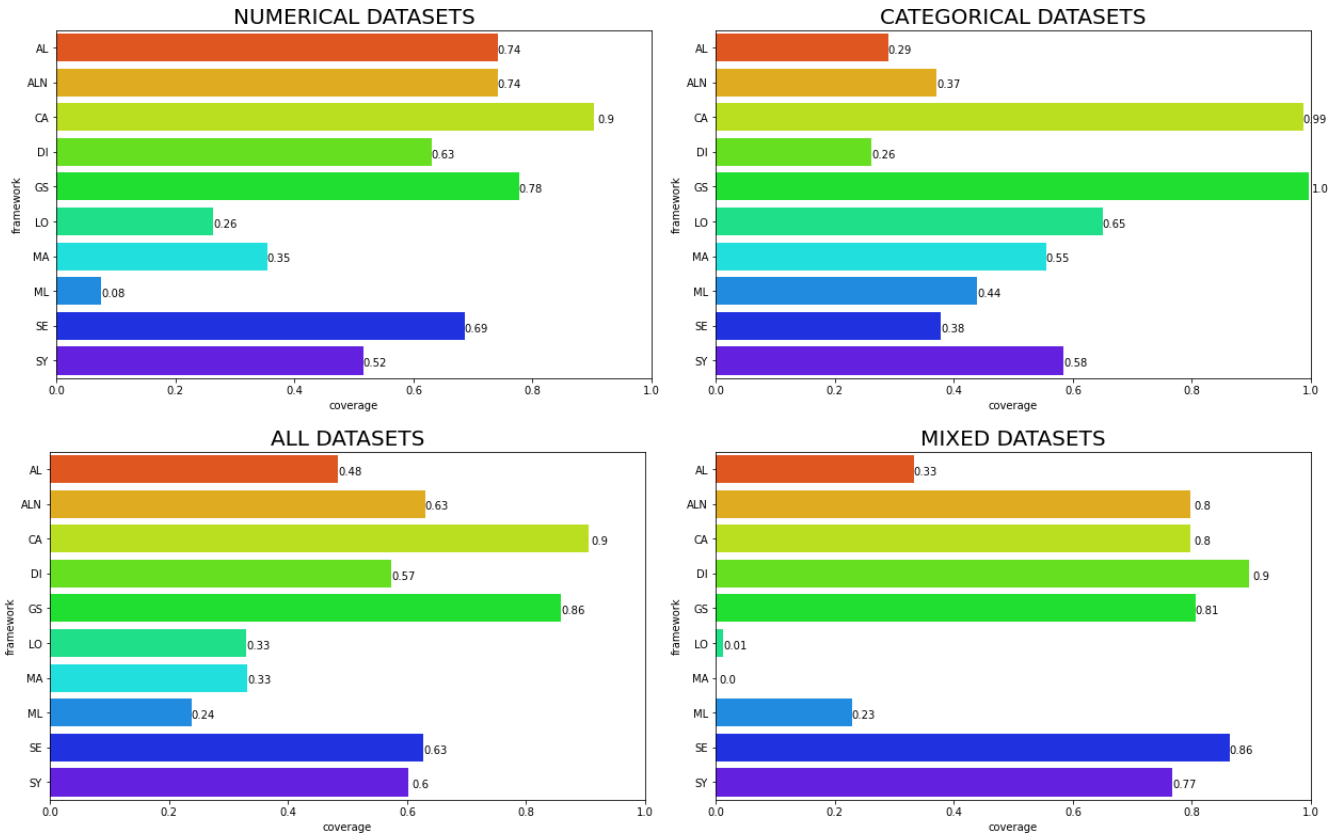 NUMERICAL DATASETS
framework
AL 0.74
ALN 0.74
CA 0.9
DI 0.63
GS 0.78
LO 0.26
MA 0.35
ML 0.08
SE 0.69
SY 0.52
0.0 0.2 0.4 0.6 0.8 1.0
coverage
CATEGORICAL DATASETS
framework
AL 0.29
ALN 0.37
CA 0.99
DI 0.26
GS 1.0
LO 0.65
MA 0.55
ML 0.44
SE 0.38
SY 0.58
0.0 0.2 0.4 0.6 0.8 1.0
coverage
ALL DATASETS
framework
AL 0.48
ALN 0.63
CA 0.9
DI 0.57
GS 0.86
LO 0.33
MA 0.33
ML 0.24
SE 0.63
SY 0.6
0.0 0.2 0.4 0.6 0.8 1.0
coverage
MIXED DATASETS
framework
AL 0.33
ALN 0.8
CA 0.8
DI 0.9
GS 0.81
LO 0.01
MA 0.0
ML 0.23
SE 0.86
SY 0.77
0.0 0.2 0.4 0.6 0.8 1.0
coverage